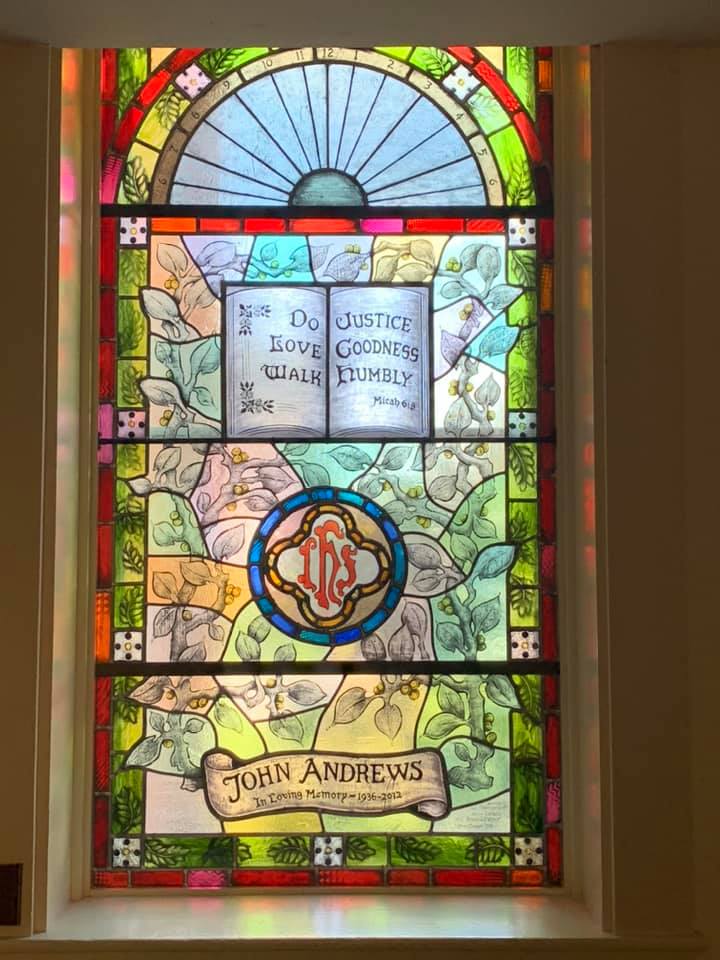 6 7 8 9 10 11 12 1 2 3 4 5 6
Do JUSTICE
LOVE GOODNESS
WALK HUMBLY
Micah 6:8
IHS
JOHN ANDREWS
In Loving Memory – 1936-2012